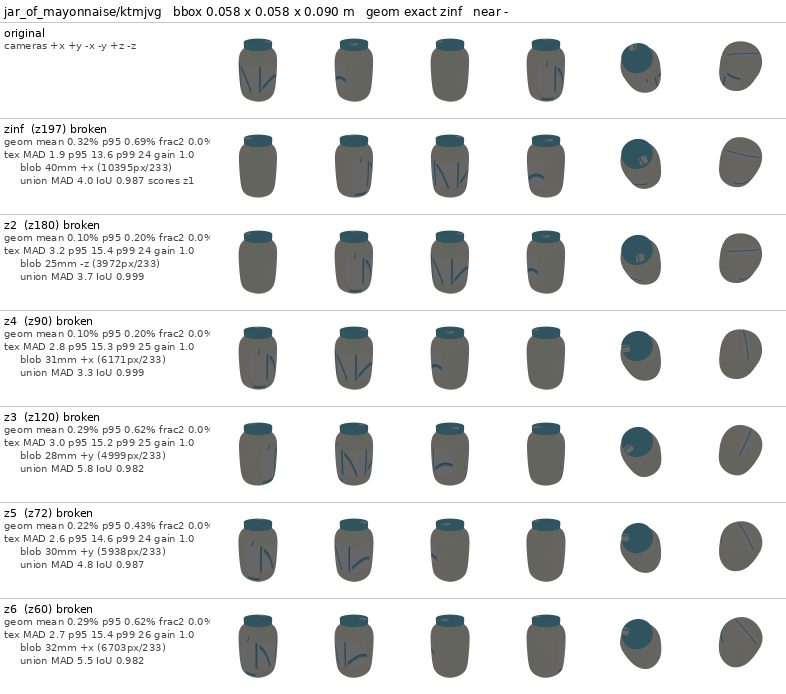 jar_of_mayonnaise/ktmjvg bbox 0.058 x 0.058 x 0.090 m geom exact zinf near -
original
cameras +x +y -x -y +z -z
zinf (z197) broken
geom mean 0.32% p95 0.69% frac2 0.0%
tex MAD 1.9 p95 13.6 p99 24 gain 1.0
blob 40mm +x (10395px/233)
union MAD 4.0 IoU 0.987 scores z1
z2 (z180) broken
geom mean 0.10% p95 0.20% frac2 0.0%
tex MAD 3.2 p95 15.4 p99 24 gain 1.0
blob 25mm -z (3972px/233)
union MAD 3.7 IoU 0.999
z4 (z90) broken
geom mean 0.10% p95 0.20% frac2 0.0%
tex MAD 2.8 p95 15.3 p99 25 gain 1.0
blob 31mm +x (6171px/233)
union MAD 3.3 IoU 0.999
z3 (z120) broken
geom mean 0.29% p95 0.62% frac2 0.0%
tex MAD 3.0 p95 15.2 p99 25 gain 1.0
blob 28mm +y (4999px/233)
union MAD 5.8 IoU 0.982
z5 (z72) broken
geom mean 0.22% p95 0.43% frac2 0.0%
tex MAD 2.6 p95 14.6 p99 24 gain 1.0
blob 30mm +y (5938px/233)
union MAD 4.8 IoU 0.987
z6 (z60) broken
geom mean 0.29% p95 0.62% frac2 0.0%
tex MAD 2.7 p95 15.4 p99 26 gain 1.0
blob 32mm +x (6703px/233)
union MAD 5.5 IoU 0.982